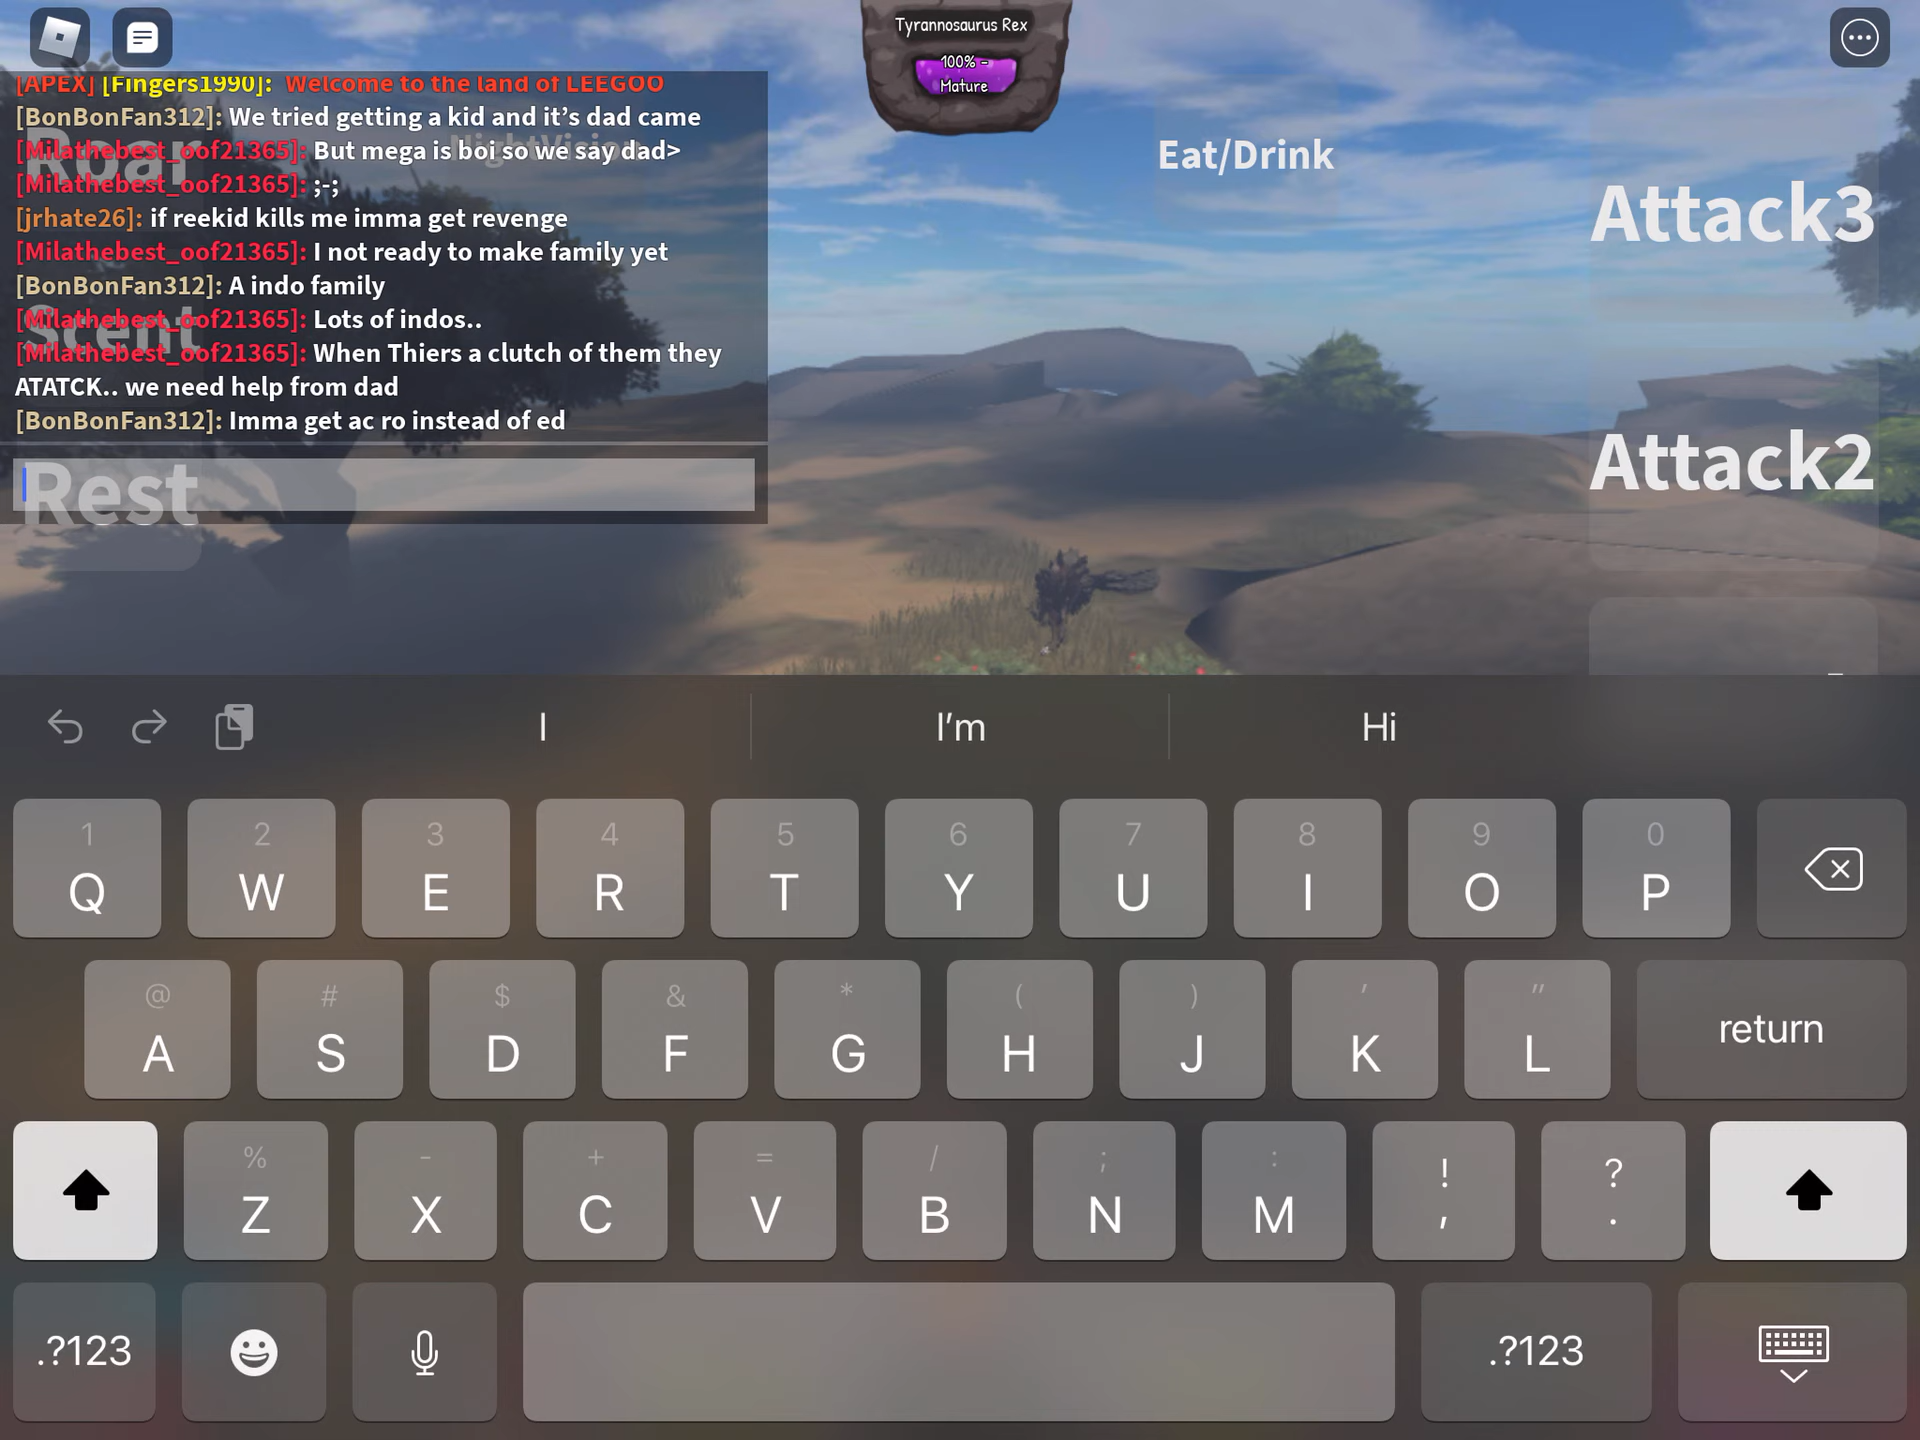 Tyrannosaurus Rex
100% -
Mature
[APEX] [Fingers1990]: Welcome to the land of LEEGOO
[BonBonFan312]: We tried getting a kid and it’s dad came
[Milathebest_oof21365]: But mega is boi so we say dad>
[Milathebest_oof21365]: ;-;
[jrhate26]: if reekid kills me imma get revenge
[Milathebest_oof21365]: I not ready to make family yet
[BonBonFan312]: A indo family
[Milathebest_oof21365]: Lots of indos..
[Milathebest_oof21365]: When Thiers a clutch of them they
ATATCK.. we need help from dad
[BonBonFan312]: Imma get ac ro instead of ed
Roar
NightVision
Scent
Rest
Eat/Drink
Attack3
Attack2
I I’m Hi
1 2 3 4 5 6 7 8 9 0
Q W E R T Y U I O P
@ # $ & * ( ) ' "
A S D F G H J K L return
% - + = / ; : ! ?
Z X C V B N M , .
.?123 .?123